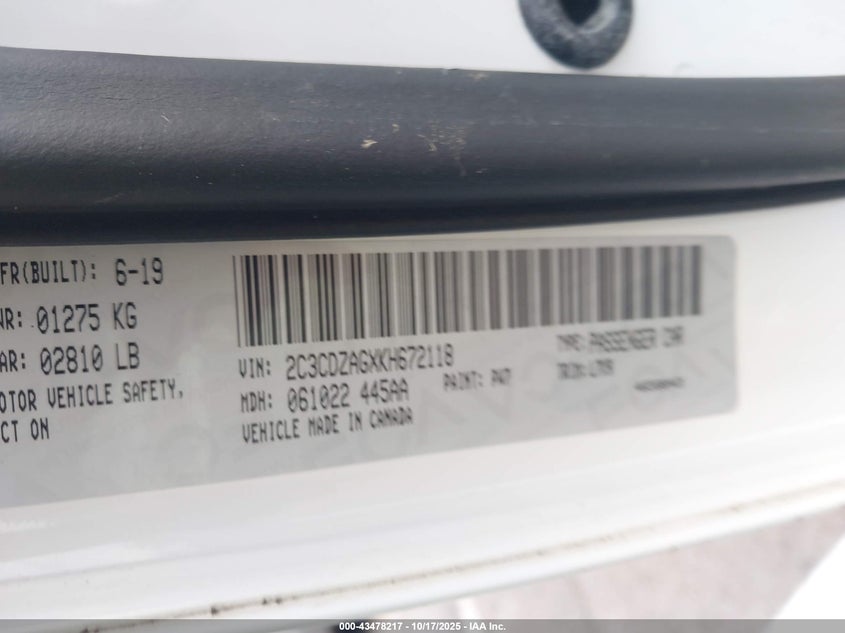 FR(BUILT): 6-19
WR: 01275 KG
AR: 02810 LB
OTOR VEHICLE SAFETY,
CT ON
VIN: 2C3CDZAGXKH672118
MDH: 061022 445AA
VEHICLE MADE IN CANADA
PAINT: PW7
TYPE: PASSENGER CAR
TRIM:
000-43478217 - 10/17/2025 - IAA Inc.